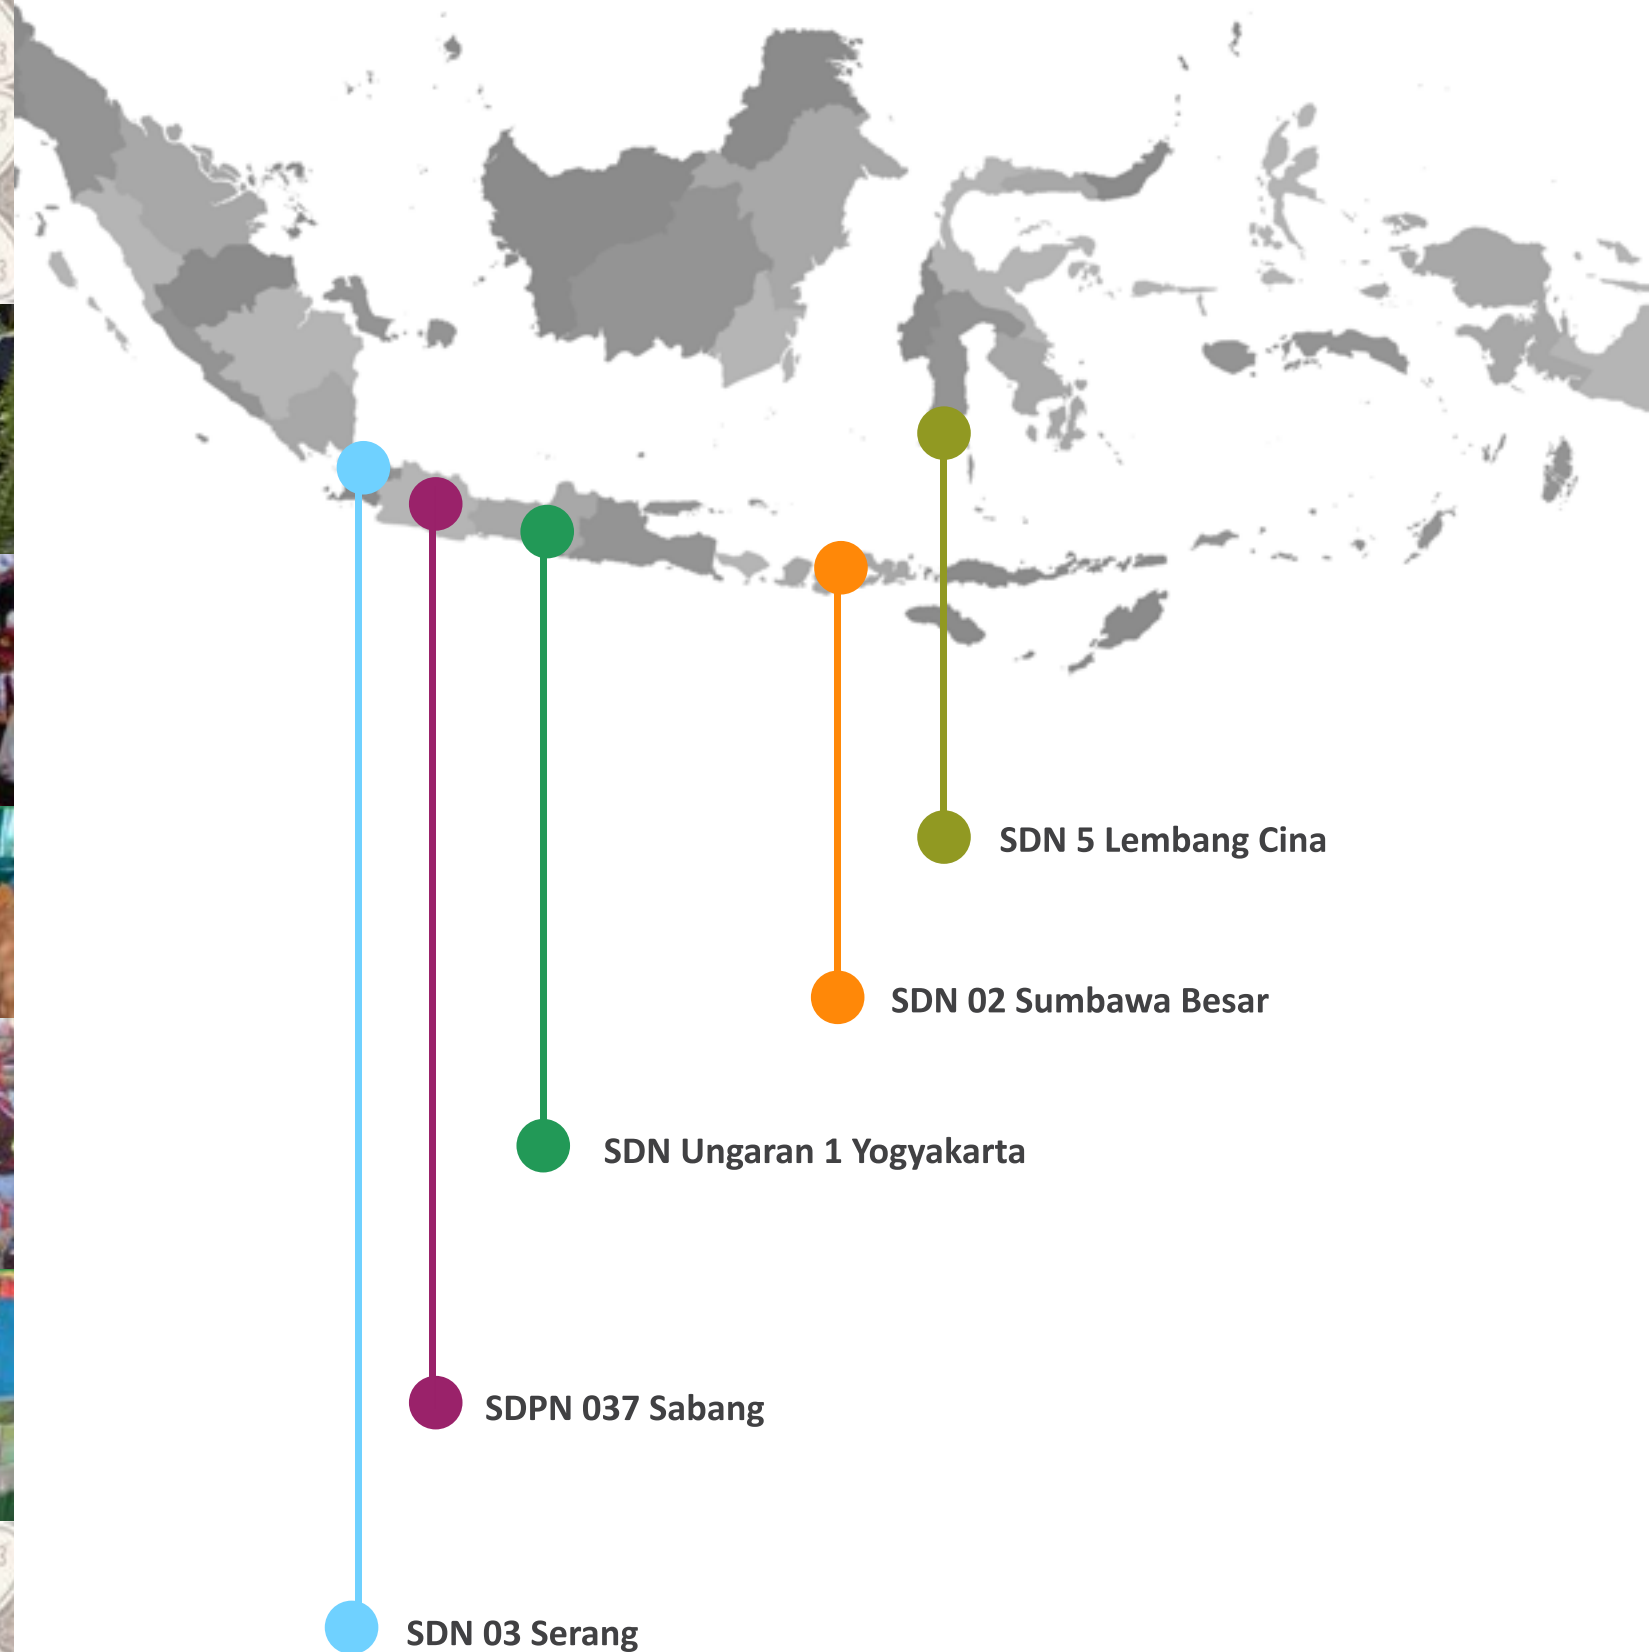 SDN 5 Lembang Cina
SDN 02 Sumbawa Besar
SDN Ungaran 1 Yogyakarta
SDPN 037 Sabang
SDN 03 Serang